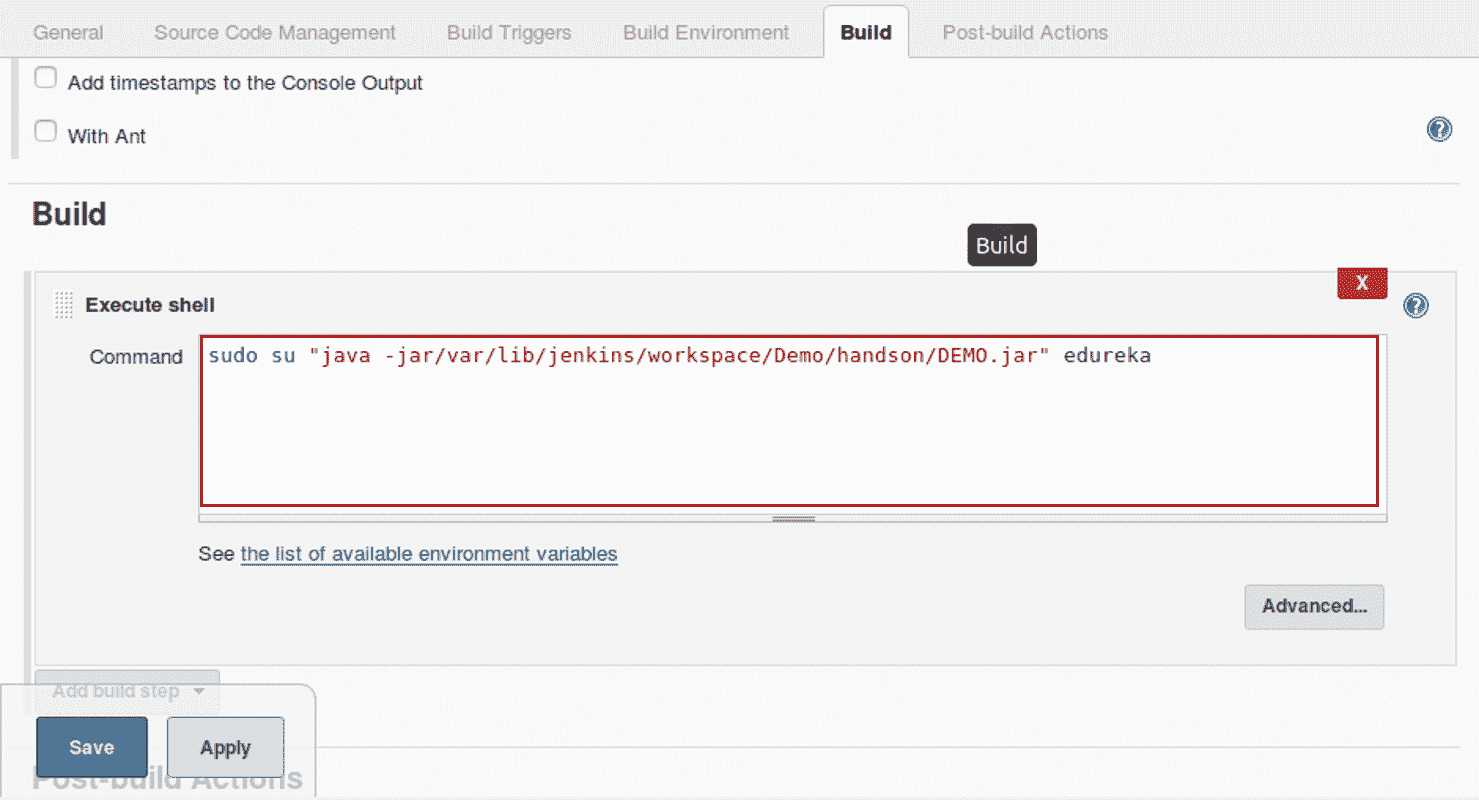 General Source Code Management Build Triggers Build Environment Build Post-build Actions
Add timestamps to the Console Output
With Ant
?
Build
Build
X
Execute shell
?
Command
sudo su "java -jar/var/lib/jenkins/workspace/Demo/handson/DEMO.jar" edureka
See the list of available environment variables
Advanced...
Add build step
Save Apply
Post-build Actions